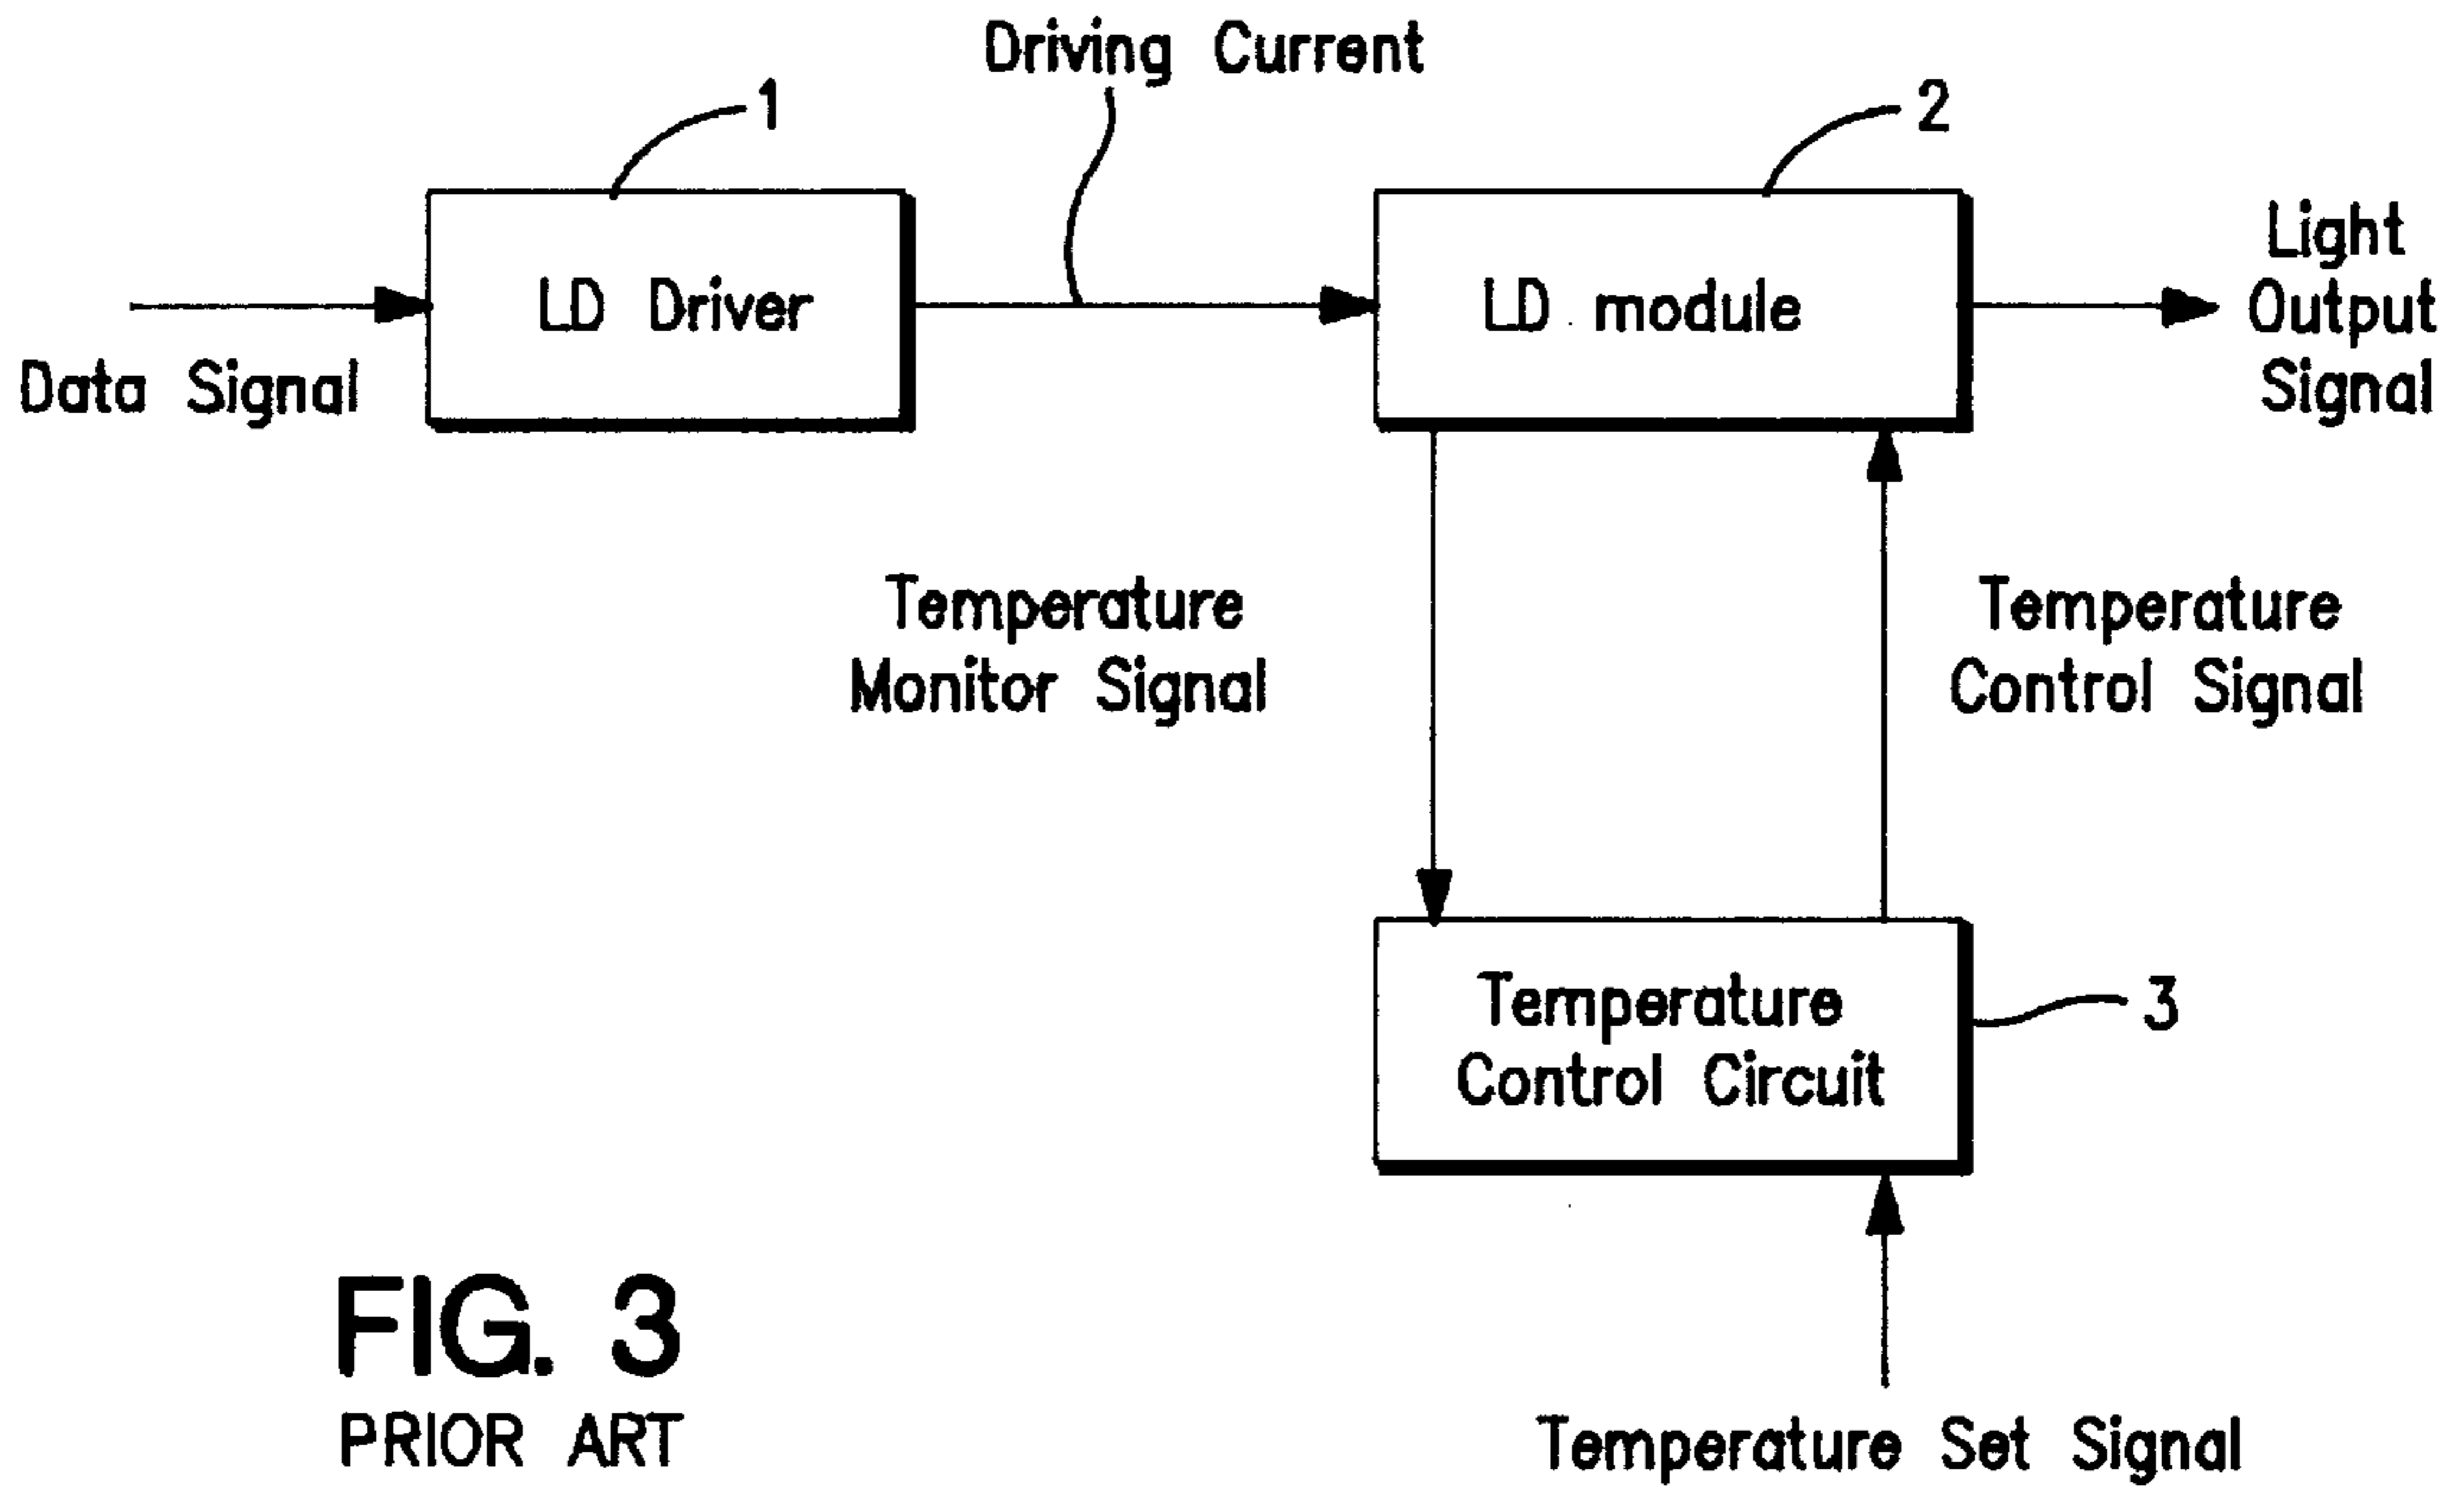 Driving Current
1
2
LD Driver
LD module
Light
Output
Signal
Data Signal
Temperature
Monitor Signal
Temperature
Control Signal
Temperature
Control Circuit
3
FIG. 3
PRIOR ART
Temperature Set Signal